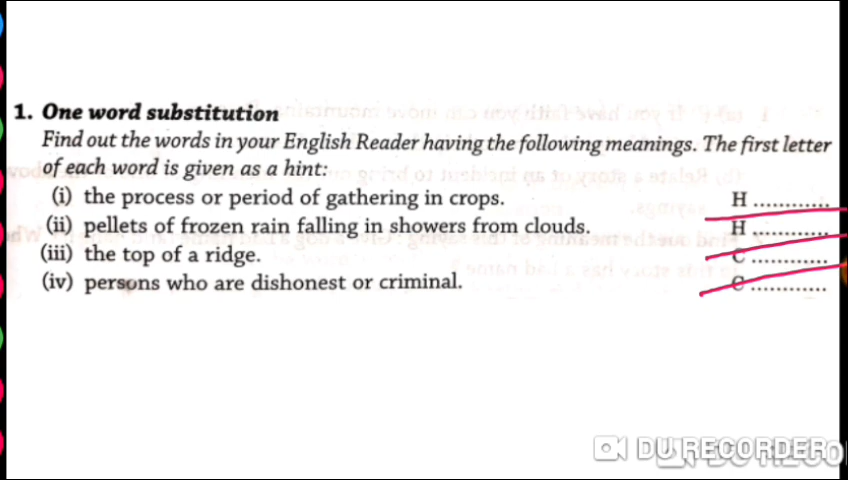 1. One word substitution
Find out the words in your English Reader having the following meanings. The first letter
of each word is given as a hint:
(i) the process or period of gathering in crops. H ............
(ii) pellets of frozen rain falling in showers from clouds. H ............
(iii) the top of a ridge. C ............
(iv) persons who are dishonest or criminal. C ............
DU RECORDER